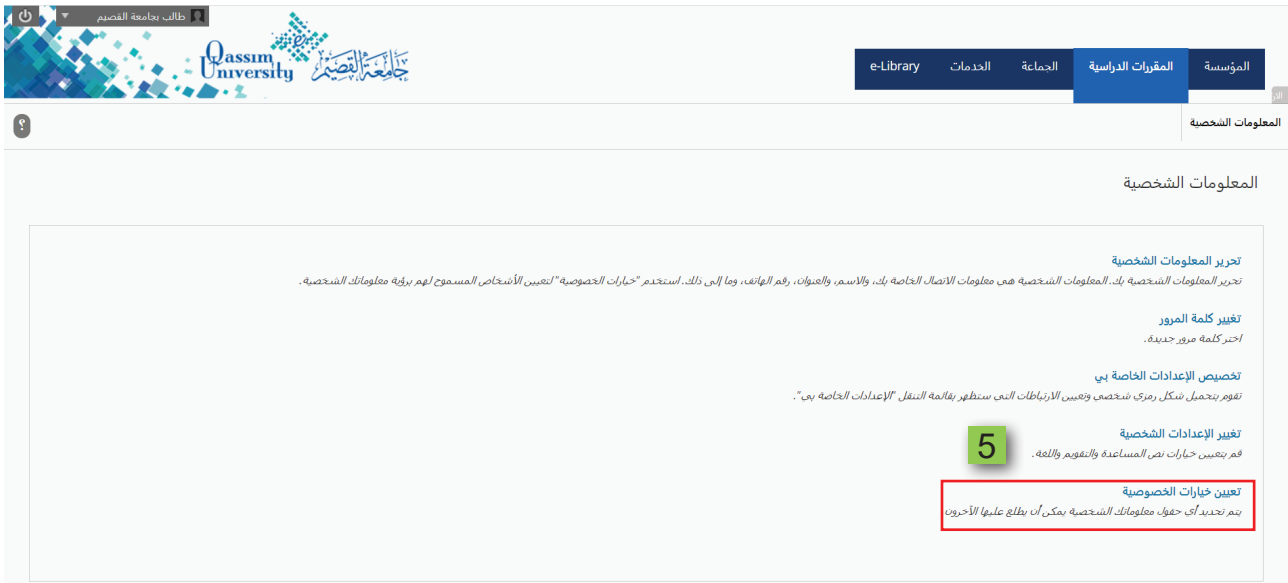 طالب بجامعة القصيم
Qassim
University
جامعة القصيم
المؤسسة
المقررات الدراسية
الجماعة
الخدمات
e-Library
المعلومات الشخصية
؟
المعلومات الشخصية
تحرير المعلومات الشخصية
تحرير المعلومات الشخصية بك. المعلومات الشخصية هي معلومات الاتصال الخاصة بك، والاسم، والعنوان، رقم الهاتف، وما إلى ذلك. استخدم "خيارات الخصوصية" لتعيين الأشخاص المسموح لهم برؤية معلوماتك الشخصية.
تغيير كلمة المرور
اختر كلمة مرور جديدة.
تخصيص الإعدادات الخاصة بي
تقوم بتحميل شكل رمزي شخصي وتعيين الارتباطات التي ستظهر بقائمة التنقل "الإعدادات الخاصة بي".
تغيير الإعدادات الشخصية
قم بتعيين خيارات نص المساعدة والتقويم واللغة.
5
تعيين خيارات الخصوصية
يتم تحديد أي حقول معلوماتك الشخصية يمكن أن يطلع عليها الآخرون